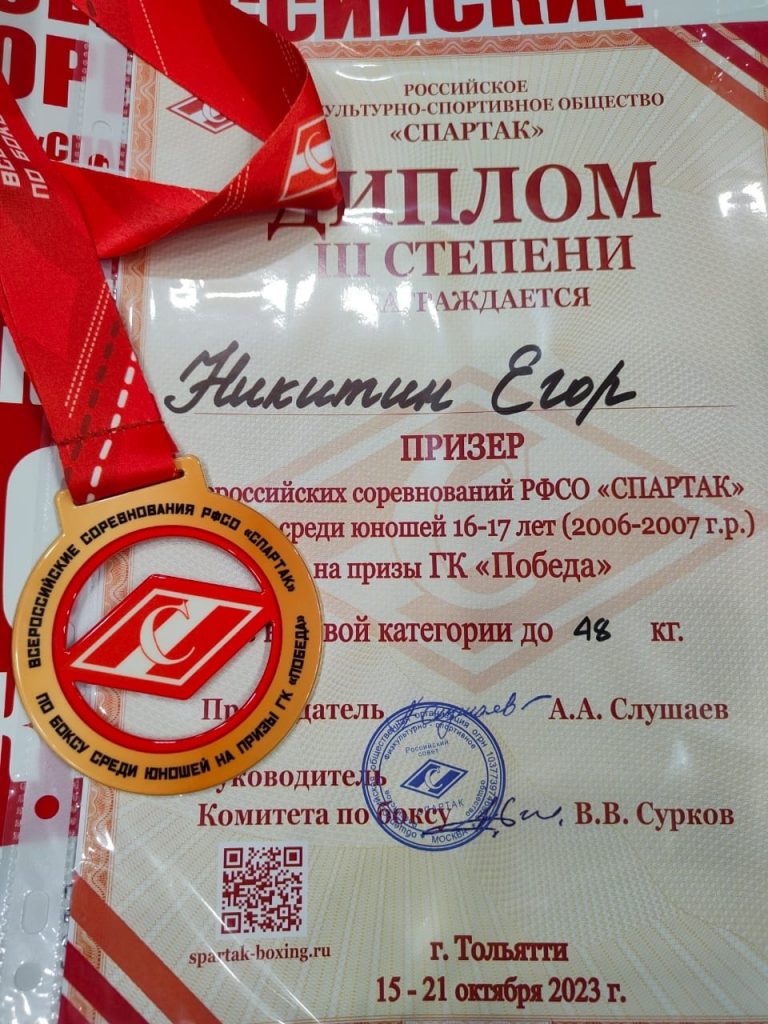 РОССИЙСКОЕ
КУЛЬТУРНО-СПОРТИВНОЕ ОБЩЕСТВО
«СПАРТАК»
ДИПЛОМ
III СТЕПЕНИ
НАГРАЖДАЕТСЯ
Никитин Егор
ПРИЗЕР
российских соревнований РФСО «СПАРТАК»
среди юношей 16-17 лет (2006-2007 г.р.)
на призы ГК «Победа»
вой категории до 48 кг.
Председатель А.А. Слушаев
Руководитель
Комитета по боксу В.В. Сурков
spartak-boxing.ru
г. Тольятти
15 - 21 октября 2023 г.
ВСЕРОССИЙСКИЕ СОРЕВНОВАНИЯ РФСО «СПАРТАК»
ПО БОКСУ СРЕДИ ЮНОШЕЙ НА ПРИЗЫ ГК «ПОБЕДА»